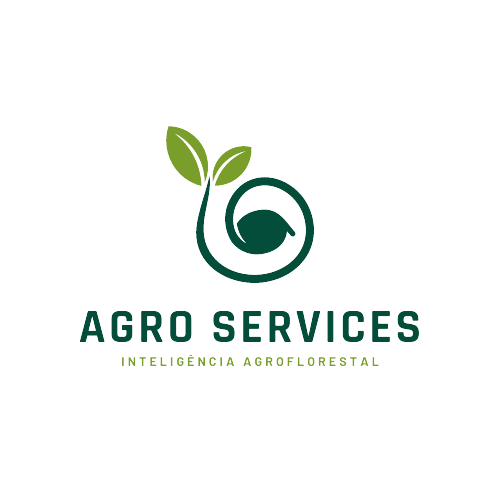 AGRO SERVICES
INTELIGÊNCIA AGROFLORESTAL